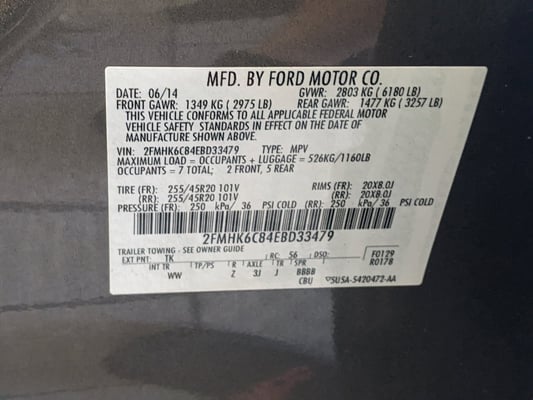 MFD. BY FORD MOTOR CO.
DATE: 06/14 GVWR: 2803 KG ( 6180 LB)
FRONT GAWR: 1349 KG ( 2975 LB) REAR GAWR: 1477 KG ( 3257 LB)
THIS VEHICLE CONFORMS TO ALL APPLICABLE FEDERAL MOTOR
VEHICLE SAFETY STANDARDS IN EFFECT ON THE DATE OF
MANUFACTURE SHOWN ABOVE.
VIN: 2FMHK6C84EBD33479 TYPE: MPV
MAXIMUM LOAD = OCCUPANTS + LUGGAGE = 526KG/1160LB
OCCUPANTS = 7 TOTAL; 2 FRONT, 5 REAR
TIRE (FR): 255/45R20 101V RIMS (FR): 20X8.0J
(RR): 255/45R20 101V (RR): 20X8.0J
PRESSURE (FR): 250 kPa/ 36 PSI COLD (RR): 250 kPa/ 36 PSI COLD
2FMHK6C84EBD33479
TRAILER TOWING - SEE OWNER GUIDE
EXT PNT: TK RC: 56 DSO: F0129
INT TR TP/PS R AXLE TR SPR R0178
WW Z 3J J BBBB
CBU SUSA-5420472-AA